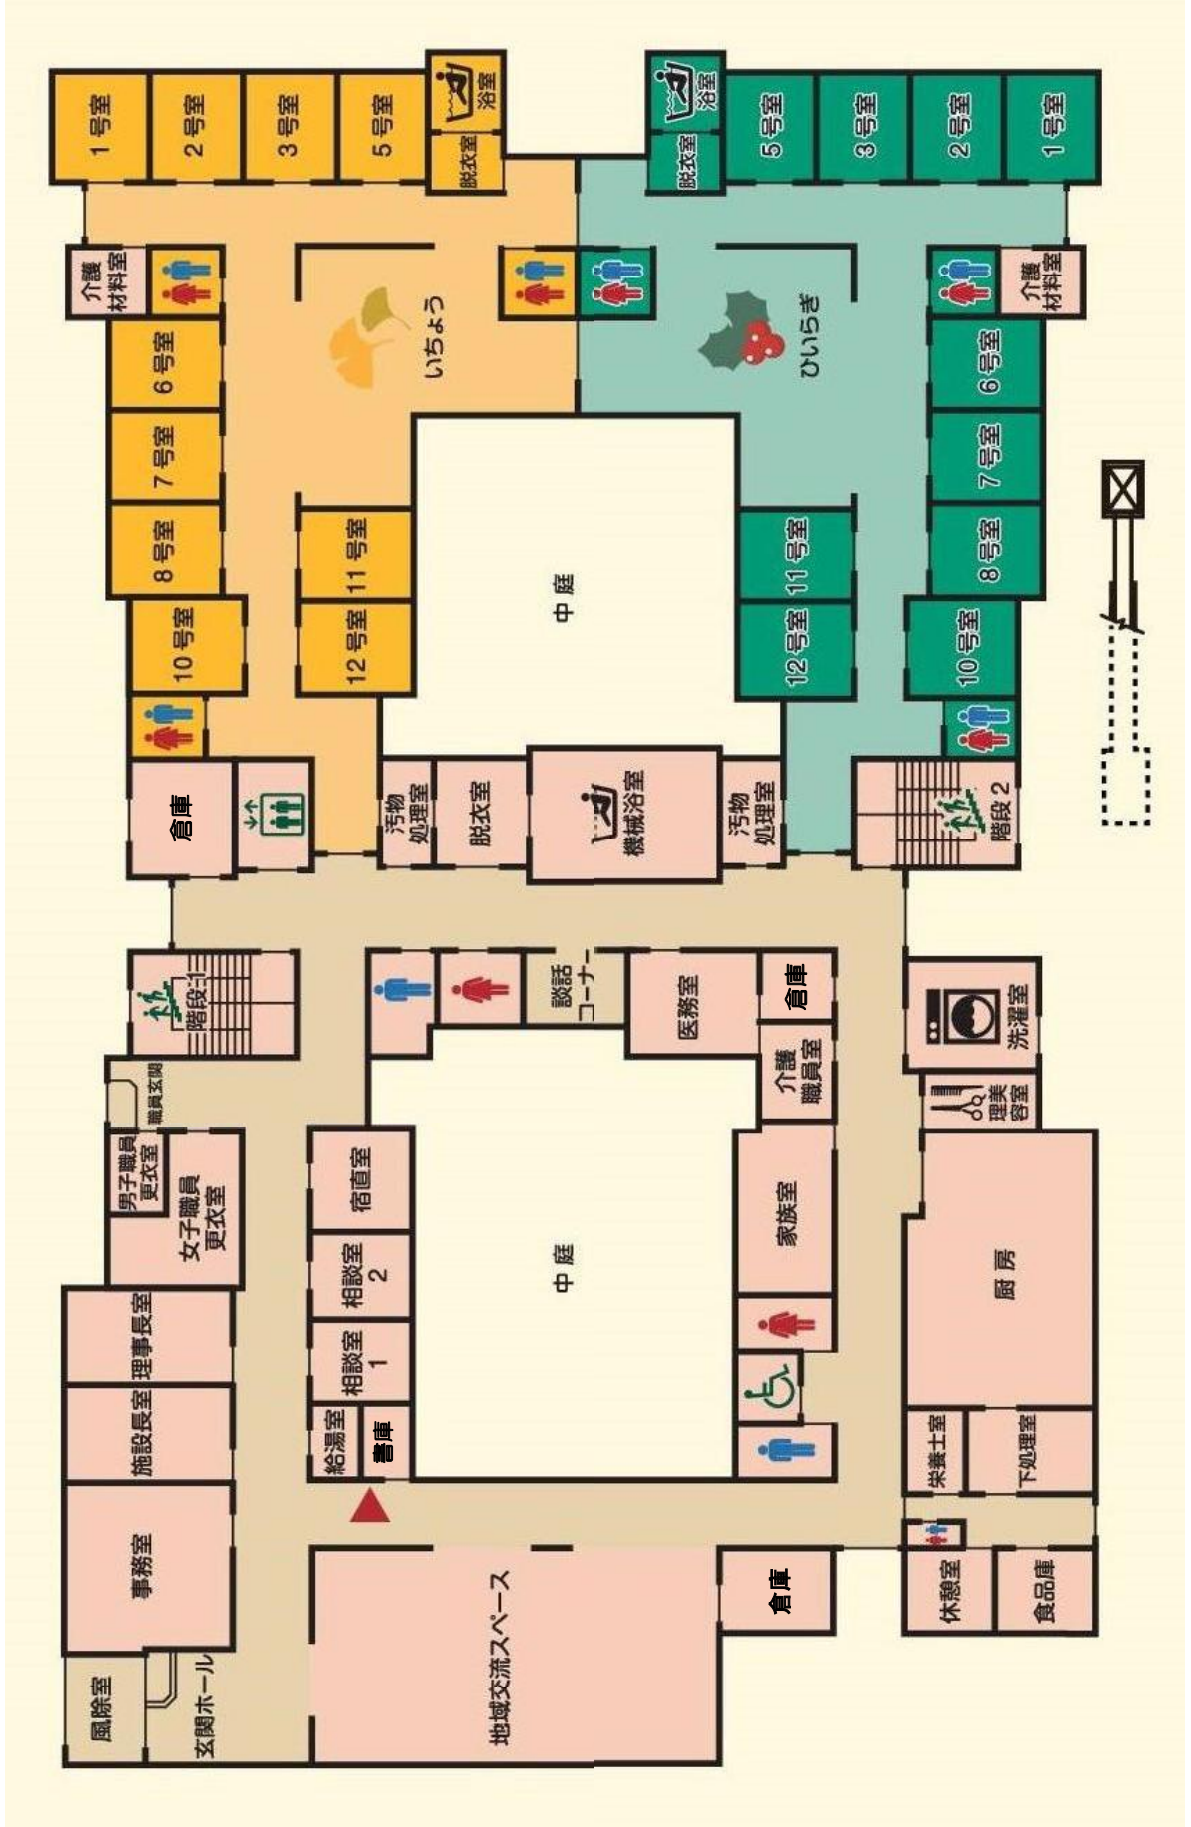 1号室
2号室
3号室
5号室
浴室
脱衣室
浴室
脱衣室
5号室
3号室
2号室
1号室
介護
材料室
いちょう
ひいらぎ
介護
材料室
6号室
7号室
8号室
10号室
11号室
12号室
中庭
11号室
12号室
6号室
7号室
8号室
10号室
倉庫
汚物
処理室
脱衣室
機械浴室
汚物
処理室
階段2
階段1
談話
コーナー
医務室
倉庫
介護
職員室
洗濯室
理美
容室
職員玄関
男子職員
更衣室
女子職員
更衣室
宿直室
相談室
2
相談室
1
給湯室
書庫
中庭
家族室
厨房
理事長室
施設長室
事務室
栄養士室
下処理室
休憩室
食品庫
風除室
玄関ホール
地域交流スペース
倉庫